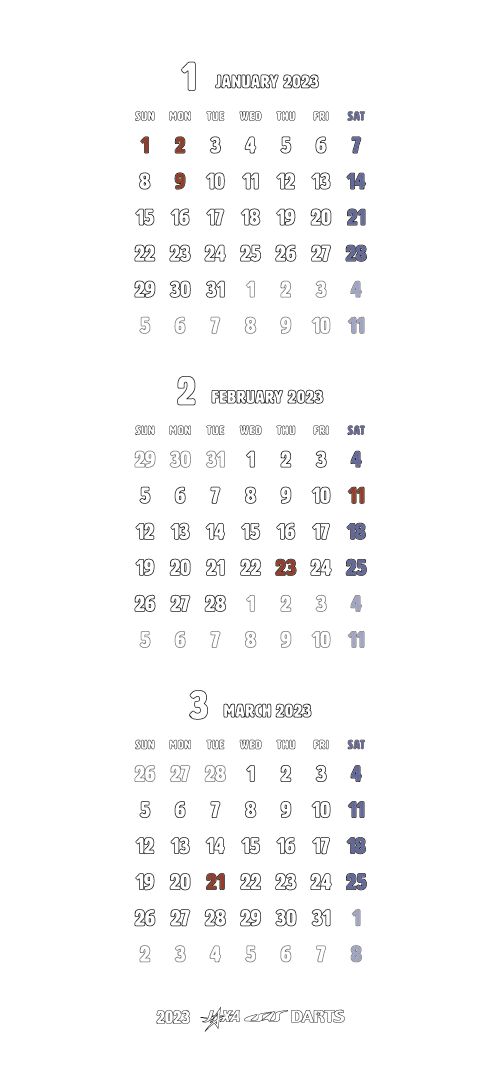 1 JANUARY 2023
SUN MON TUE WED THU FRI SAT
1 2 3 4 5 6 7
8 9 10 11 12 13 14
15 16 17 18 19 20 21
22 23 24 25 26 27 28
29 30 31 1 2 3 4
5 6 7 8 9 10 11
2 FEBRUARY 2023
SUN MON TUE WED THU FRI SAT
29 30 31 1 2 3 4
5 6 7 8 9 10 11
12 13 14 15 16 17 18
19 20 21 22 23 24 25
26 27 28 1 2 3 4
5 6 7 8 9 10 11
3 MARCH 2023
SUN MON TUE WED THU FRI SAT
26 27 28 1 2 3 4
5 6 7 8 9 10 11
12 13 14 15 16 17 18
19 20 21 22 23 24 25
26 27 28 29 30 31 1
2 3 4 5 6 7 8
2023 JAXA DARTS